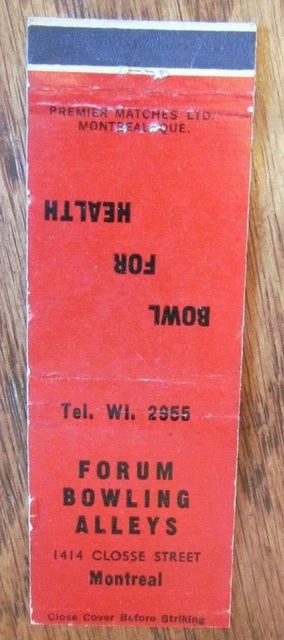 PREMIER MATCHES LTD.
MONTREAL, QUE.
BOWL
FOR
HEALTH
Tel. WI. 2955
FORUM
BOWLING
ALLEYS
1414 CLOSSE STREET
Montreal
Close Cover Before Striking